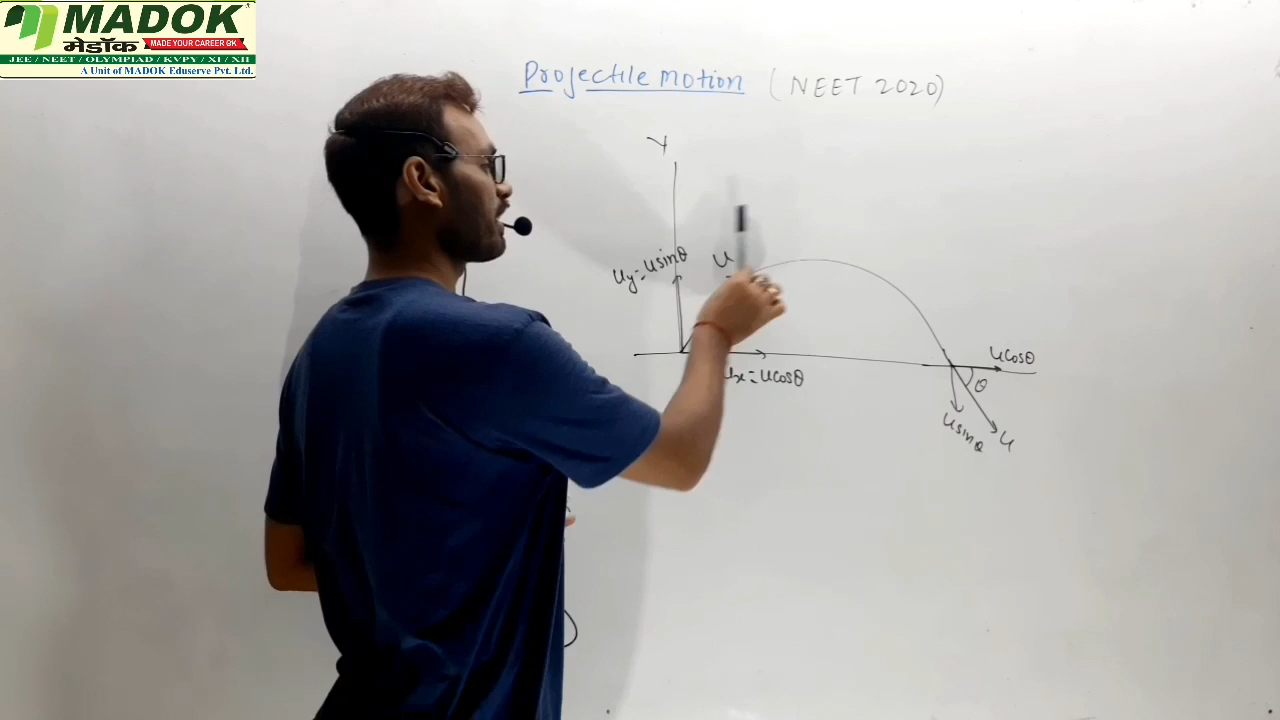 MADOK
मेडॉक MADE YOUR CAREER OK
JEE / NEET / OLYMPIAD / KVPY / XI / XII
A Unit of MADOK Eduserve Pvt. Ltd.
Projectile motion (NEET 2020)
Y
uy=usinθ
u
ux=ucosθ
ucosθ
θ
usinθ
u